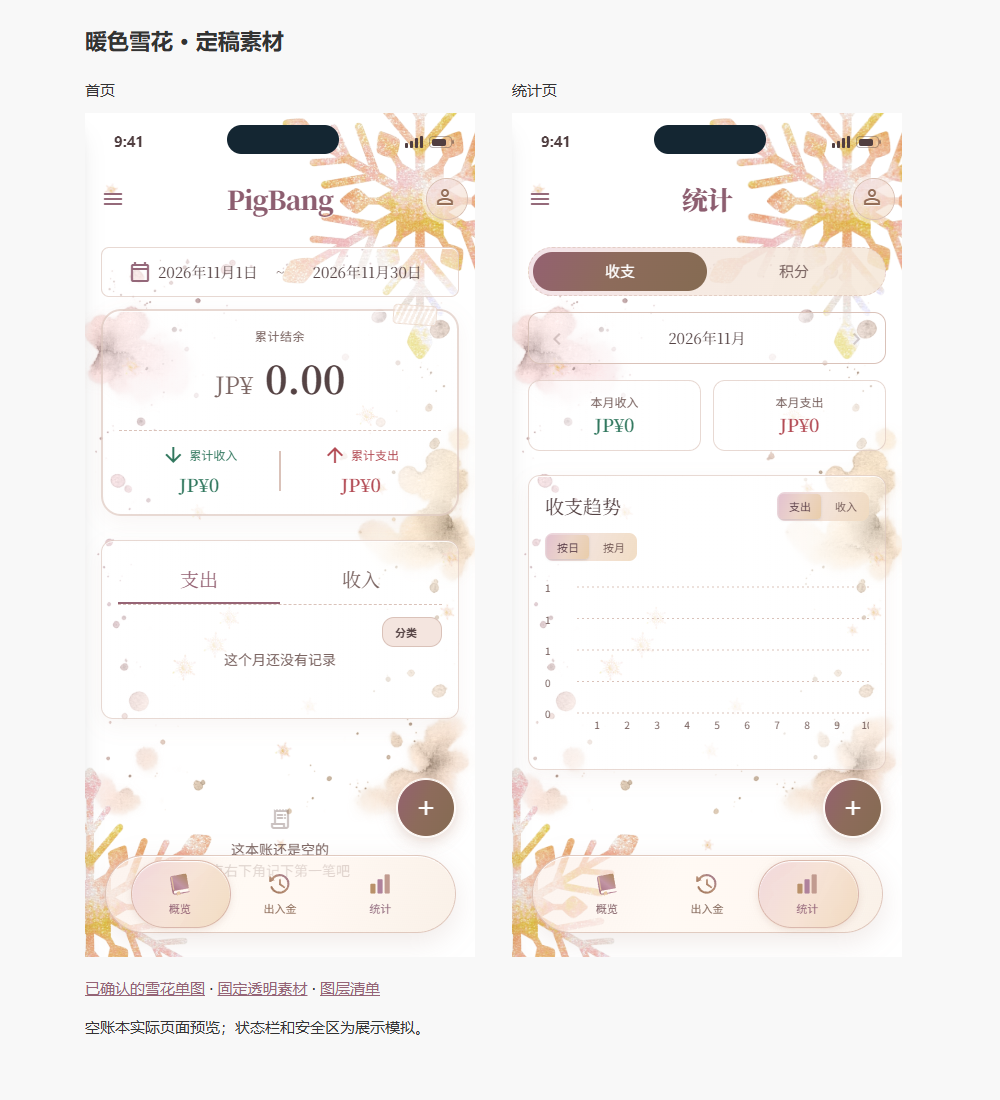 暖色雪花 · 定稿素材
首页
9:41
PigBang
2026年11月1日 ~ 2026年11月30日
累计结余
JP¥ 0.00
累计收入 累计支出
JP¥0 JP¥0
支出 收入
分类
这个月还没有记录
这本账还是空的
右下角记下第一笔吧
+
概览 出入金 统计
统计页
9:41
统计
收支 积分
2026年11月
本月收入 本月支出
JP¥0 JP¥0
收支趋势
支出 收入
按日 按月
1
1
1
0
0
1 2 3 4 5 6 7 8 9 10
+
概览 出入金 统计
已确认的雪花单图 · 固定透明素材 · 图层清单
空账本实际页面预览；状态栏和安全区为展示模拟。